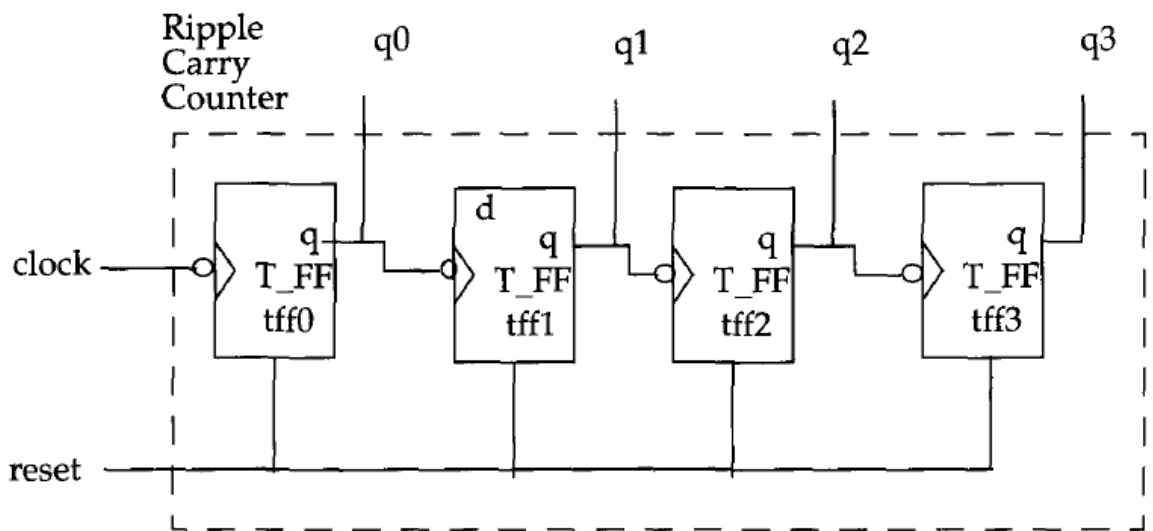 Ripple
Carry
Counter
q0
q1
q2
q3
clock
q
T_FF
tff0
d
q
T_FF
tff1
q
T_FF
tff2
q
T_FF
tff3
reset